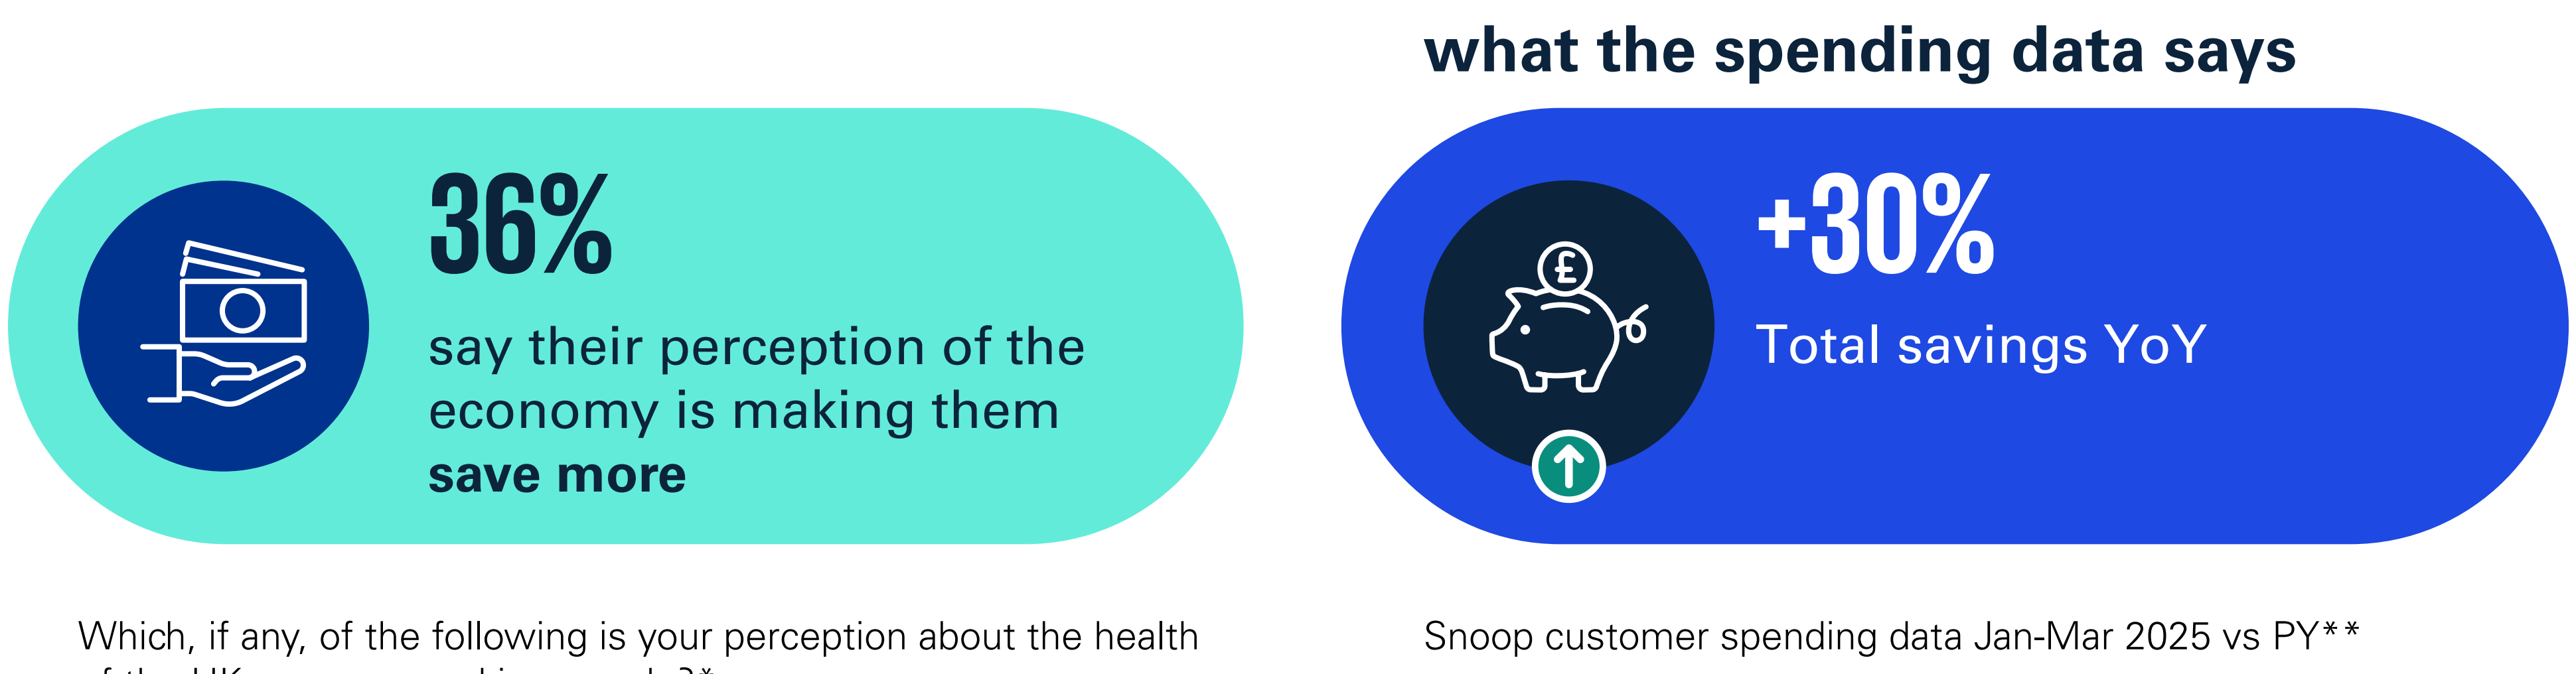 what the spending data says
36%
say their perception of the
economy is making them
save more
Which, if any, of the following is your perception about the health
+30%
£
Total savings YoY
Snoop customer spending data Jan-Mar 2025 vs PY**